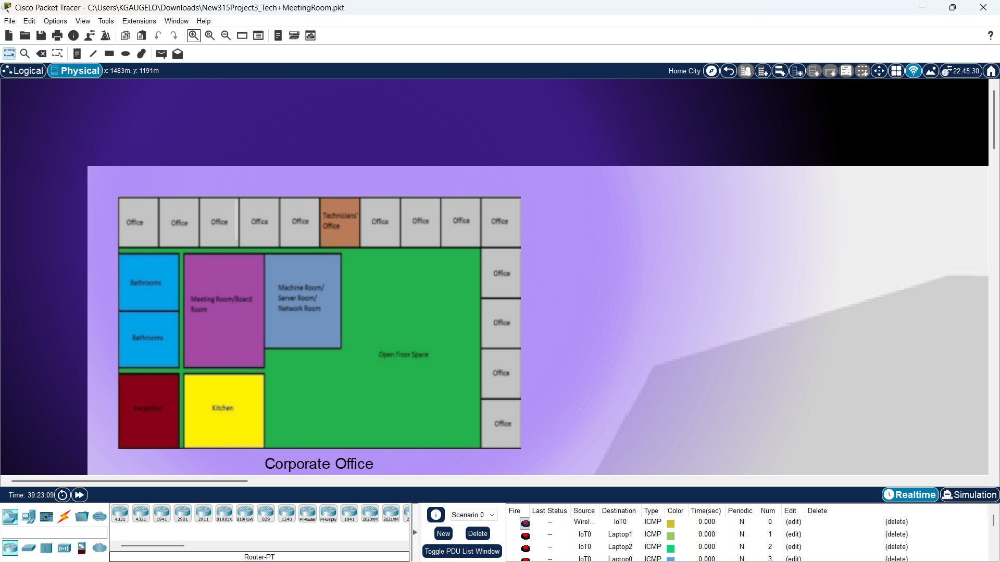 Cisco Packet Tracer - C:\Users\KGAUGELO\Downloads\New315Project3_Tech+MeetingRoom.pkt
File Edit Options View Tools Extensions Window Help
?
Logical Physical x: 1483m, y: 1191m Home City 22:45:30
Office Office Office Office Office Technicians' Office Office Office Office
Office
Bathrooms
Meeting Room/Board
Room
Machine Room/
Server Room/
Network Room
Office
Office
Bathrooms
Open Floor Space
Office
Reception
Kitchen
Office
Corporate Office
Time: 39:23:09 Realtime Simulation
4331 4321 1941 2901 2911 819IOX 819HGW 829 1240 PT-Router PT-Empty 1841 2620XM 2621XM 2
Router-PT
Scenario 0
New Delete
Toggle PDU List Window
Fire Last Status Source Destination Type Color Time(sec) Periodic Num Edit Delete
-- Wirel... IoT0 ICMP 0.000 N 0 (edit) (delete)
-- IoT0 Laptop1 ICMP 0.000 N 1 (edit) (delete)
-- IoT0 Laptop2 ICMP 0.000 N 2 (edit) (delete)
-- IoT0 Laptop0 ICMP 0.000 N 3 (edit) (delete)